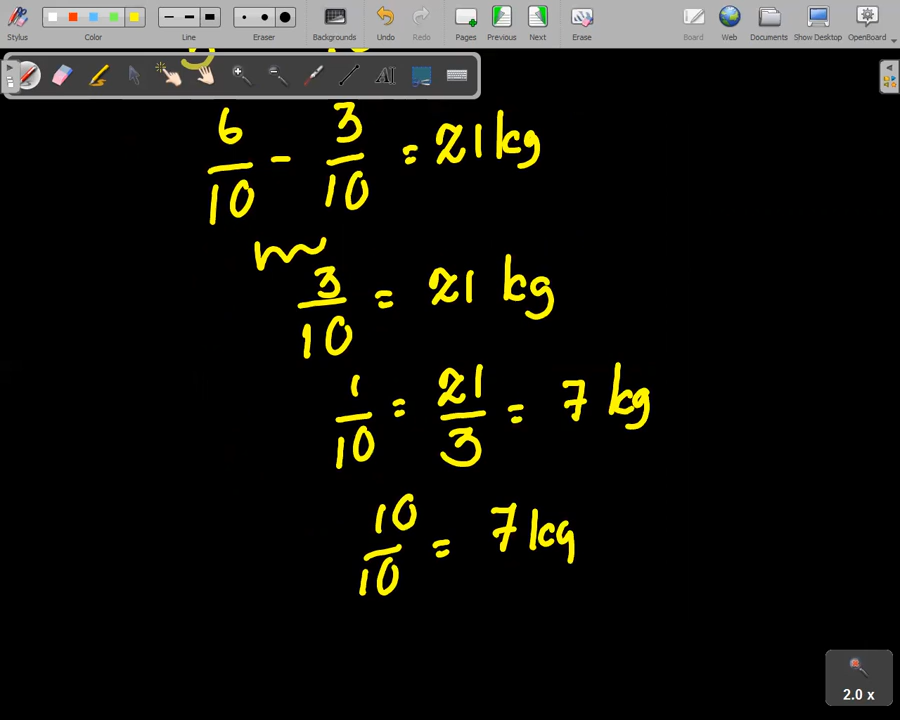 Stylus Color Line Eraser Backgrounds Undo Redo Pages Previous Next Erase Board Web Documents Show Desktop OpenBoard
6/10 - 3/10 = 21 kg
3/10 = 21 kg
1/10 = 21/3 = 7 kg
10/10 = 7 kg
2.0 x